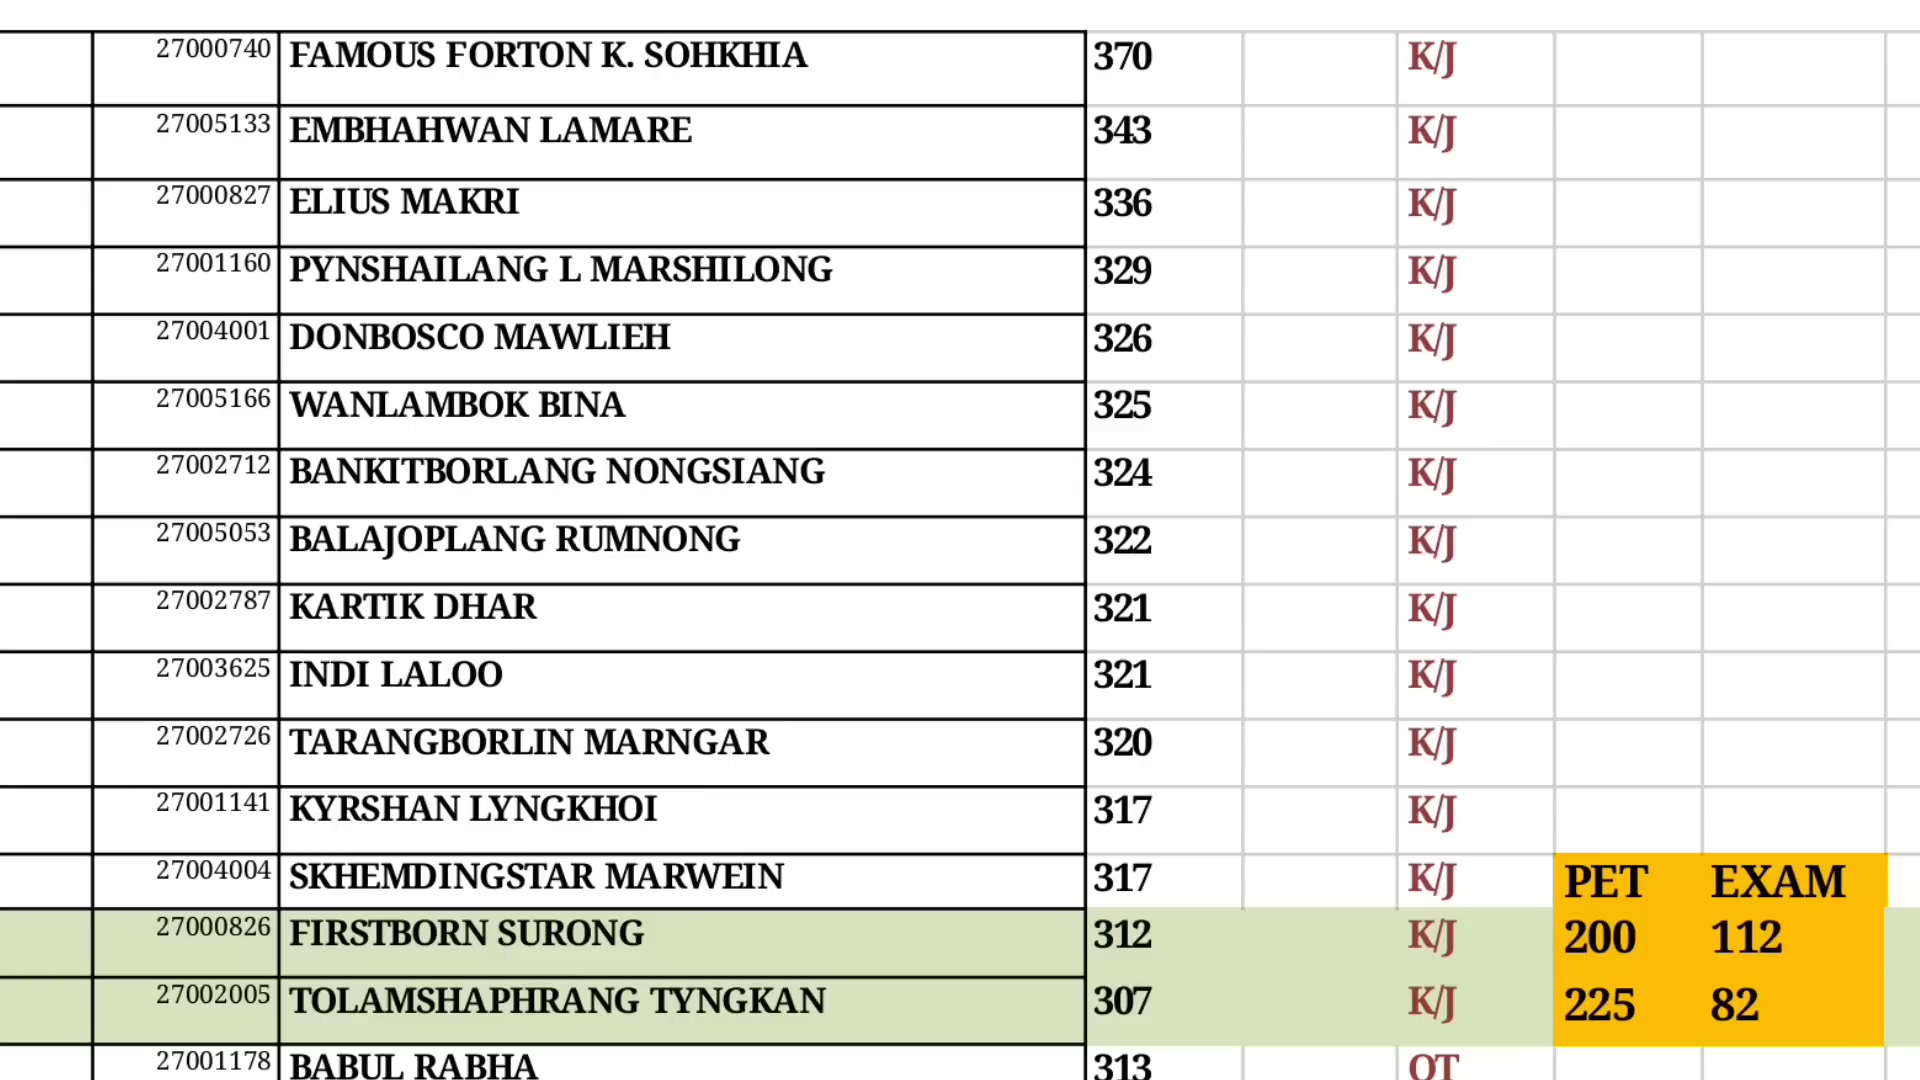 27000740 FAMOUS FORTON K. SOHKHIA 370 K/J
27005133 EMBHAHWAN LAMARE 343 K/J
27000827 ELIUS MAKRI 336 K/J
27001160 PYNSHAILANG L MARSHILONG 329 K/J
27004001 DONBOSCO MAWLIEH 326 K/J
27005166 WANLAMBOK BINA 325 K/J
27002712 BANKITBORLANG NONGSIANG 324 K/J
27005053 BALAJOPLANG RUMNONG 322 K/J
27002787 KARTIK DHAR 321 K/J
27003625 INDI LALOO 321 K/J
27002726 TARANGBORLIN MARNGAR 320 K/J
27001141 KYRSHAN LYNGKHOI 317 K/J
27004004 SKHEMDINGSTAR MARWEIN 317 K/J PET EXAM
27000826 FIRSTBORN SURONG 312 K/J 200 112
27002005 TOLAMSHAPHRANG TYNGKAN 307 K/J 225 82
27001178 BABUL RABHA 313 OT